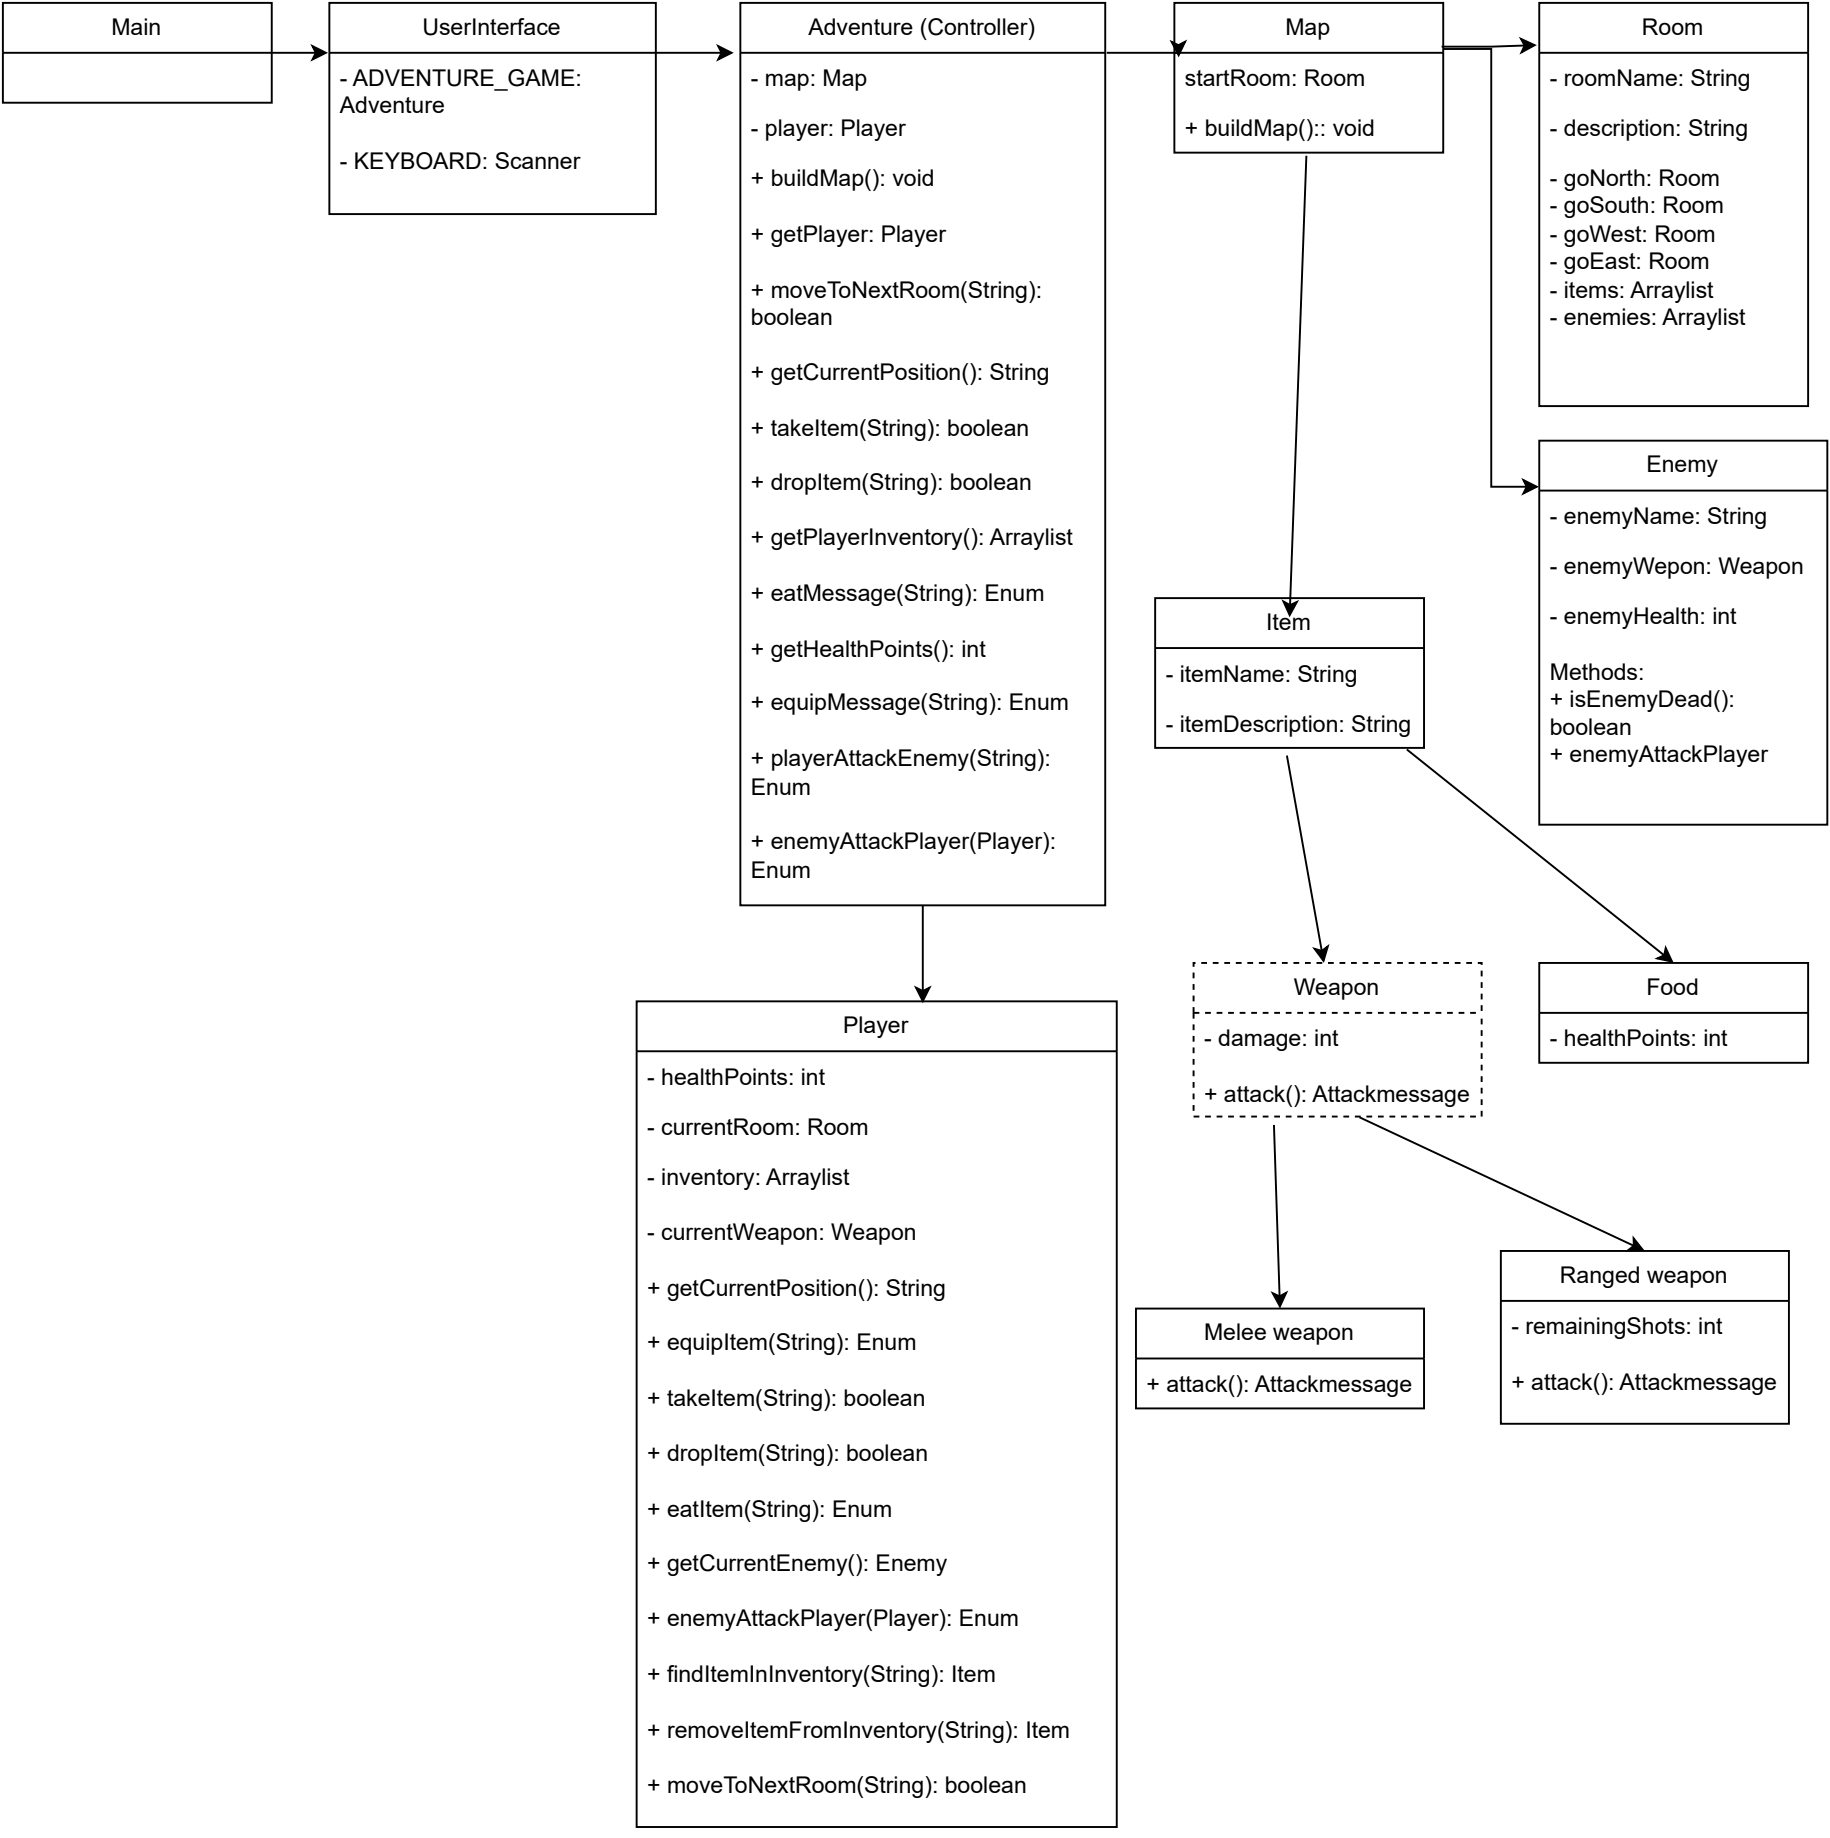 Main
UserInterface
- ADVENTURE_GAME:
Adventure
- KEYBOARD: Scanner
Adventure (Controller)
- map: Map
- player: Player
+ buildMap(): void
+ getPlayer: Player
+ moveToNextRoom(String):
boolean
+ getCurrentPosition(): String
+ takeItem(String): boolean
+ dropItem(String): boolean
+ getPlayerInventory(): Arraylist
+ eatMessage(String): Enum
+ getHealthPoints(): int
+ equipMessage(String): Enum
+ playerAttackEnemy(String):
Enum
+ enemyAttackPlayer(Player):
Enum
Map
startRoom: Room
+ buildMap():: void
Room
- roomName: String
- description: String
- goNorth: Room
- goSouth: Room
- goWest: Room
- goEast: Room
- items: Arraylist
- enemies: Arraylist
Enemy
- enemyName: String
- enemyWepon: Weapon
- enemyHealth: int
Methods:
+ isEnemyDead():
boolean
+ enemyAttackPlayer
Item
- itemName: String
- itemDescription: String
Weapon
- damage: int
+ attack(): Attackmessage
Food
- healthPoints: int
Player
- healthPoints: int
- currentRoom: Room
- inventory: Arraylist
- currentWeapon: Weapon
+ getCurrentPosition(): String
+ equipItem(String): Enum
+ takeItem(String): boolean
+ dropItem(String): boolean
+ eatItem(String): Enum
+ getCurrentEnemy(): Enemy
+ enemyAttackPlayer(Player): Enum
+ findItemInInventory(String): Item
+ removeItemFromInventory(String): Item
+ moveToNextRoom(String): boolean
Melee weapon
+ attack(): Attackmessage
Ranged weapon
- remainingShots: int
+ attack(): Attackmessage